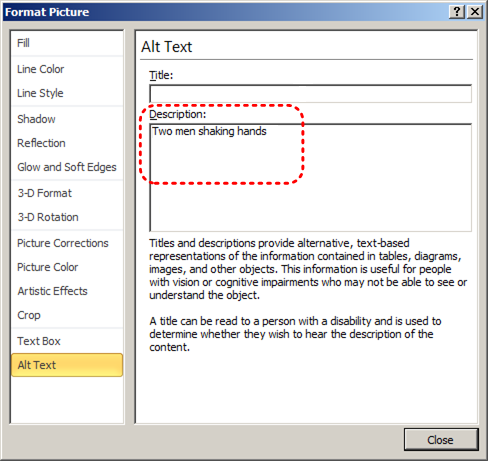 Format Picture
Fill
Line Color
Line Style
Shadow
Reflection
Glow and Soft Edges
3-D Format
3-D Rotation
Picture Corrections
Picture Color
Artistic Effects
Crop
Text Box
Alt Text
Alt Text
Title:
Description:
Two men shaking hands
Titles and descriptions provide alternative, text-based
representations of the information contained in tables, diagrams,
images, and other objects. This information is useful for people
with vision or cognitive impairments who may not be able to see or
understand the object.
A title can be read to a person with a disability and is used to
determine whether they wish to hear the description of the
content.
Close